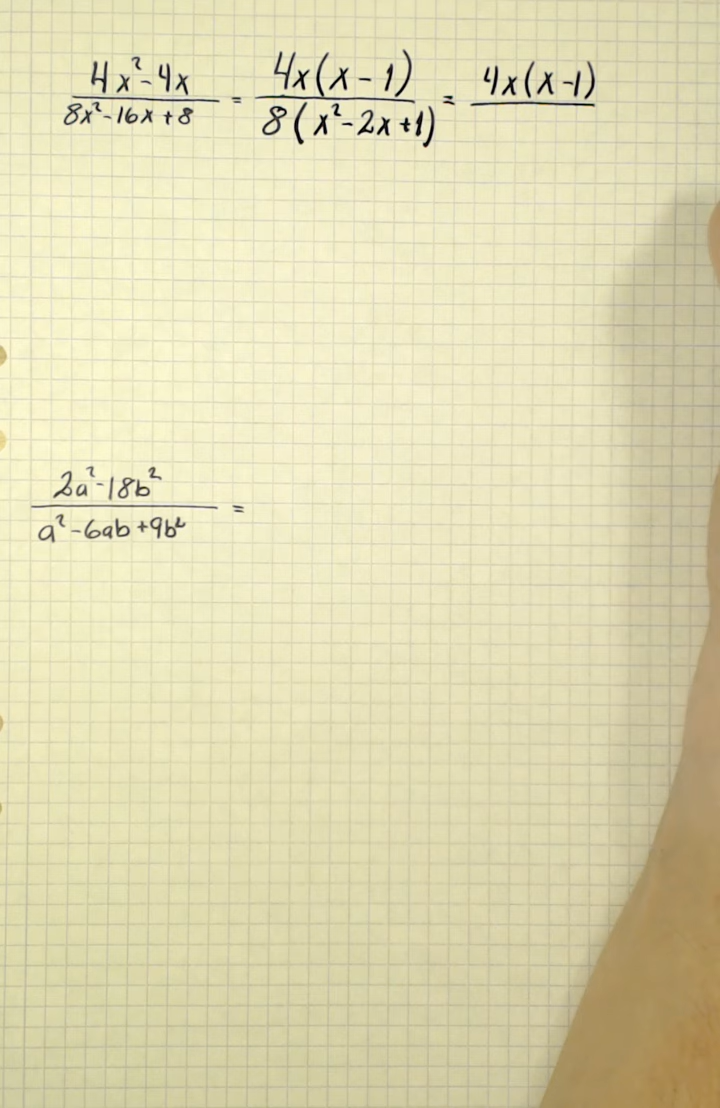 4x²-4x / 8x²-16x+8 = 4x(x-1) / 8(x²-2x+1) = 4x(x-1) /
2a²-18b² / a²-6ab+9b² =